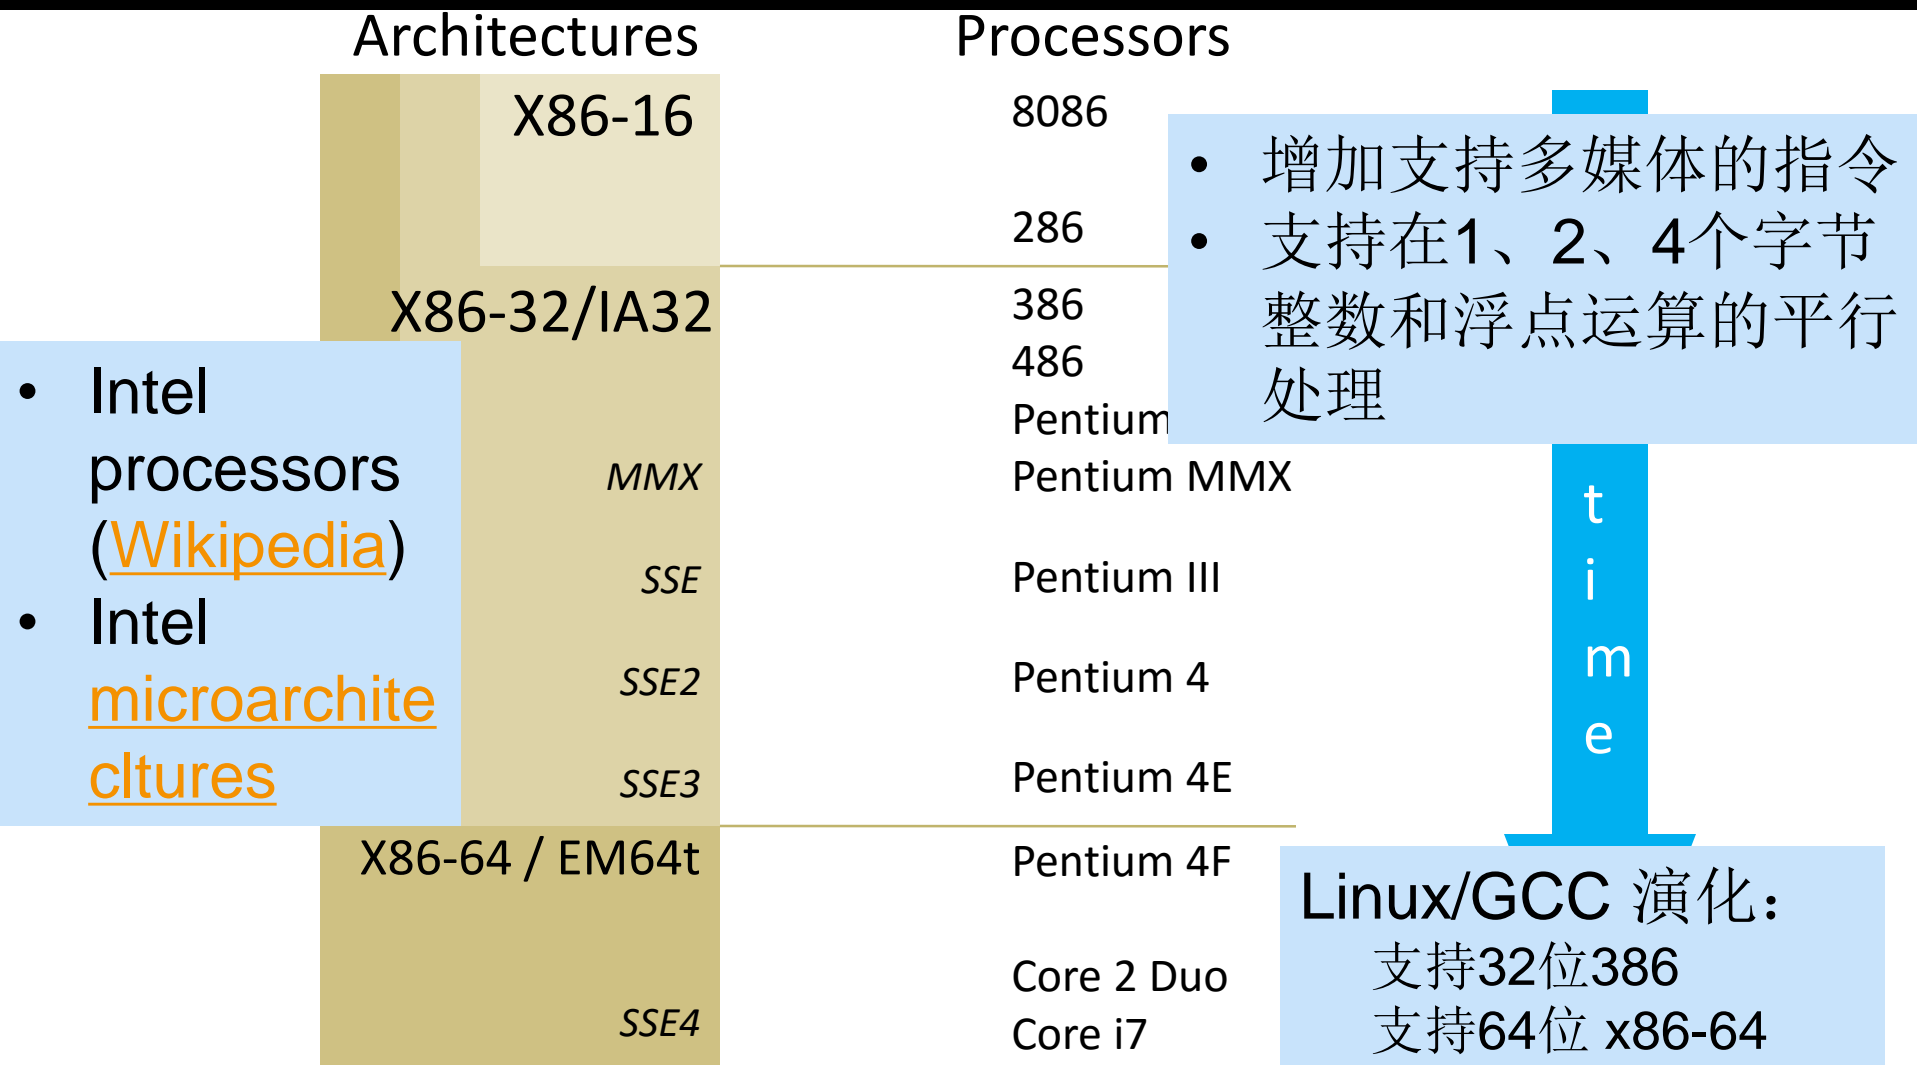 Architectures
Processors
X86-16
8086
286
X86-32/IA32
386
486
Pentium
MMX
Pentium MMX
SSE
Pentium III
SSE2
Pentium 4
SSE3
Pentium 4E
X86-64 / EM64t
Pentium 4F
Core 2 Duo
SSE4
Core i7
• Intel
processors
(Wikipedia)
• Intel
microarchite
cltures
• 增加支持多媒体的指令
• 支持在1、2、4个字节
整数和浮点运算的平行
处理
t
i
m
e
Linux/GCC 演化：
支持32位386
支持64位 x86-64